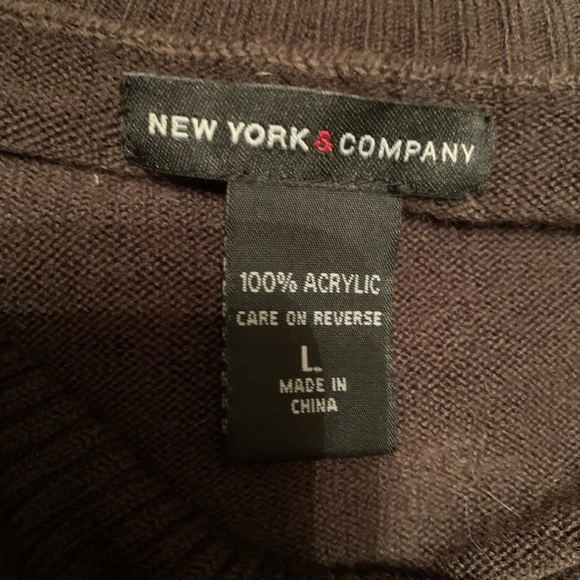 NEW YORK & COMPANY
100% ACRYLIC
CARE ON REVERSE
L
MADE IN
CHINA